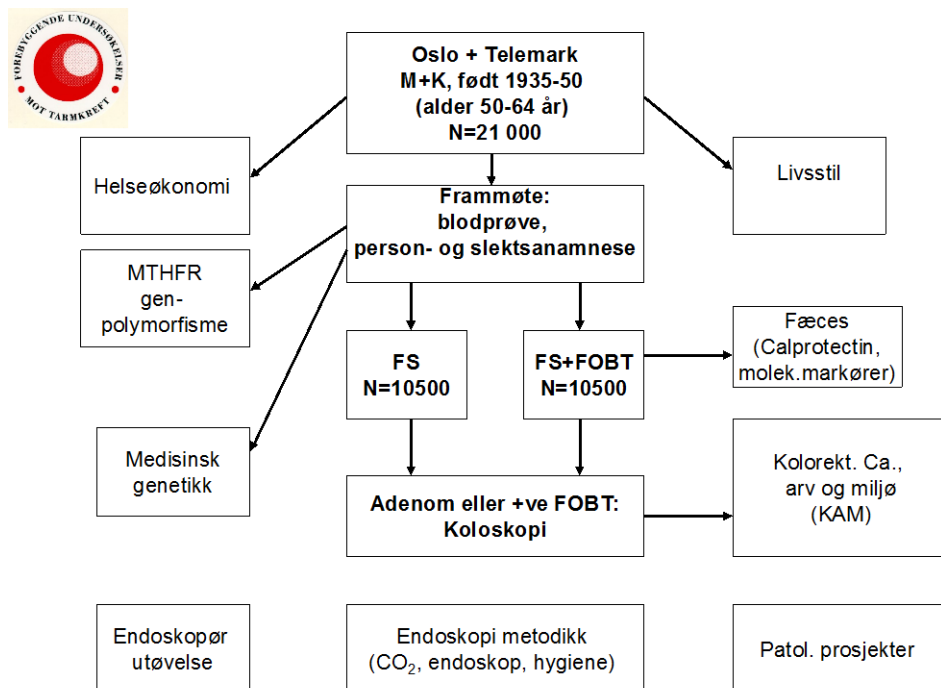 FOREBYGGENDE UNDERSØKELSER
MOT TARMKREFT
Oslo + Telemark
M+K, født 1935-50
(alder 50-64 år)
N=21 000
Helseøkonomi
Livsstil
Frammøte:
blodprøve,
person- og slektsanamnese
MTHFR
gen-
polymorfisme
FS
N=10500
FS+FOBT
N=10500
Fæces
(Calprotectin,
molek.markører)
Medisinsk
genetikk
Adenom eller +ve FOBT:
Koloskopi
Kolorekt. Ca.,
arv og miljø
(KAM)
Endoskopør
utøvelse
Endoskopi metodikk
(CO₂, endoskop, hygiene)
Patol. prosjekter